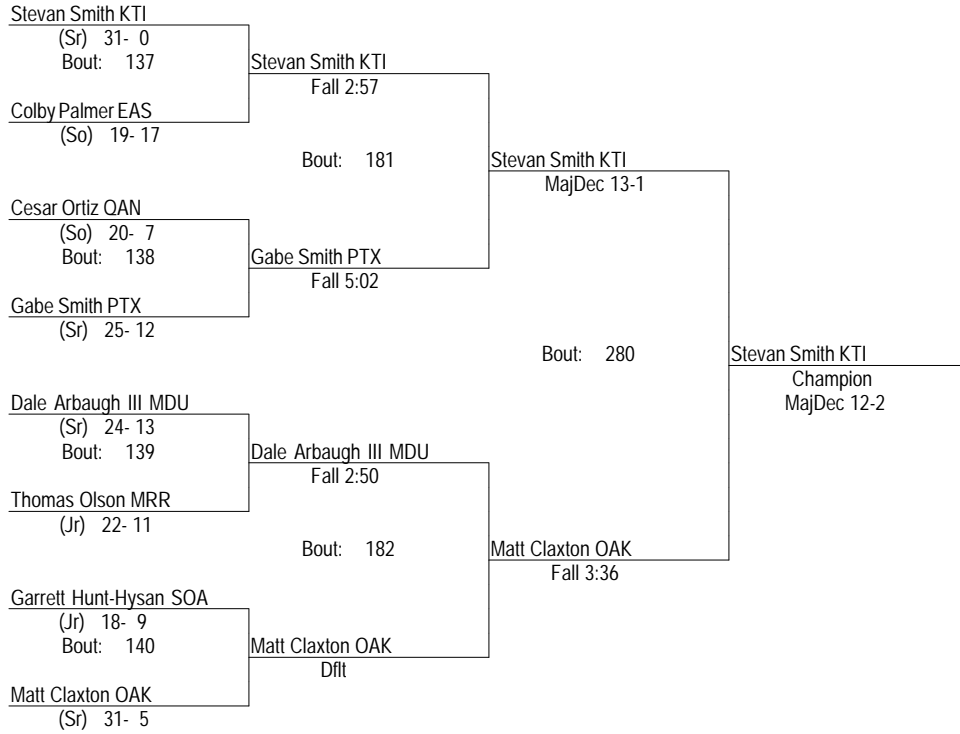 Stevan Smith KTI
(Sr) 31- 0
Bout: 137
Stevan Smith KTI
Fall 2:57
Colby Palmer EAS
(So) 19- 17
Bout: 181
Stevan Smith KTI
MajDec 13-1
Cesar Ortiz QAN
(So) 20- 7
Bout: 138
Gabe Smith PTX
Fall 5:02
Gabe Smith PTX
(Sr) 25- 12
Bout: 280
Stevan Smith KTI
Champion
MajDec 12-2
Dale Arbaugh III MDU
(Sr) 24- 13
Bout: 139
Dale Arbaugh III MDU
Fall 2:50
Thomas Olson MRR
(Jr) 22- 11
Bout: 182
Matt Claxton OAK
Fall 3:36
Garrett Hunt-Hysan SOA
(Jr) 18- 9
Bout: 140
Matt Claxton OAK
Dflt
Matt Claxton OAK
(Sr) 31- 5